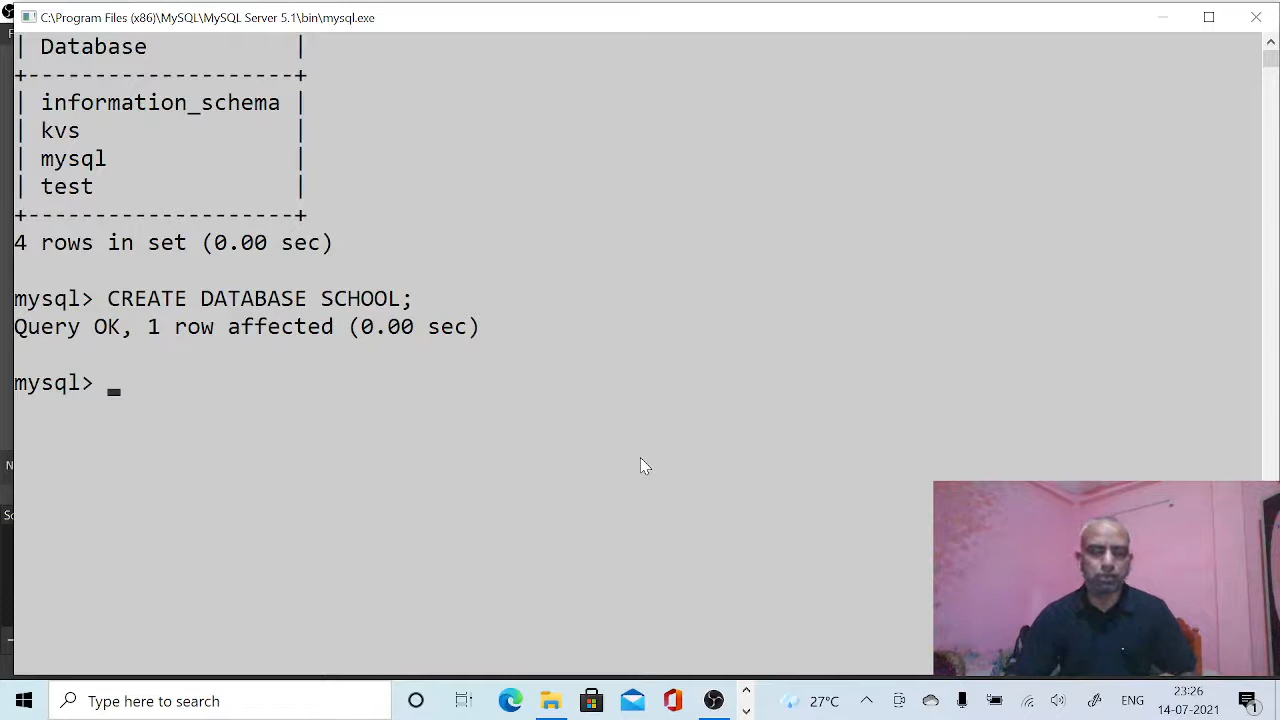 C:\Program Files (x86)\MySQL\MySQL Server 5.1\bin\mysql.exe
| Database           |
+--------------------+
| information_schema |
| kvs                |
| mysql              |
| test               |
+--------------------+
4 rows in set (0.00 sec)
mysql> CREATE DATABASE SCHOOL;
Query OK, 1 row affected (0.00 sec)
mysql>
Type here to search
27°C
ENG
23:26
14-07-2021
1